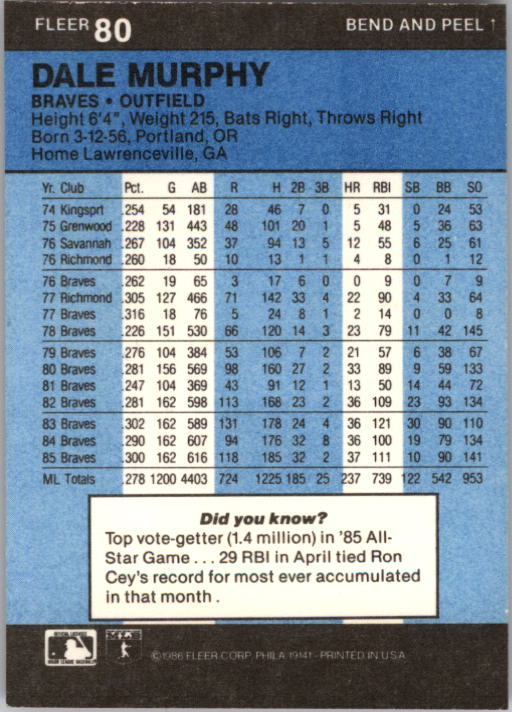 FLEER 80 BEND AND PEEL ↑
DALE MURPHY
BRAVES • OUTFIELD
Height 6'4", Weight 215, Bats Right, Throws Right
Born 3-12-56, Portland, OR
Home Lawrenceville, GA
Yr. Club Pct. G AB R H 2B 3B HR RBI SB BB SO
74 Kingsprt .254 54 181 28 46 7 0 5 31 0 24 53
75 Grenwood .228 131 443 48 101 20 1 5 48 5 36 63
76 Savannah .267 104 352 37 94 13 5 12 55 6 25 61
76 Richmond .260 18 50 10 13 1 1 4 8 0 1 12
76 Braves .262 19 65 3 17 6 0 0 9 0 7 9
77 Richmond .305 127 466 71 142 33 4 22 90 4 33 64
77 Braves .316 18 76 5 24 8 1 2 14 0 0 8
78 Braves .226 151 530 66 120 14 3 23 79 11 42 145
79 Braves .276 104 384 53 106 7 2 21 57 6 38 67
80 Braves .281 156 569 98 160 27 2 33 89 9 59 133
81 Braves .247 104 369 43 91 12 1 13 50 14 44 72
82 Braves .281 162 598 113 168 23 2 36 109 23 93 134
83 Braves .302 162 589 131 178 24 4 36 121 30 90 110
84 Braves .290 162 607 94 176 32 8 36 100 19 79 134
85 Braves .300 162 616 118 185 32 2 37 111 10 90 141
ML Totals .278 1200 4403 724 1225 185 25 237 739 122 542 953
Did you know?
Top vote-getter (1.4 million) in '85 All-
Star Game . . . 29 RBI in April tied Ron
Cey's record for most ever accumulated
in that month .
©1986 FLEER CORP. PHILA 19141 - PRINTED IN U.S.A.